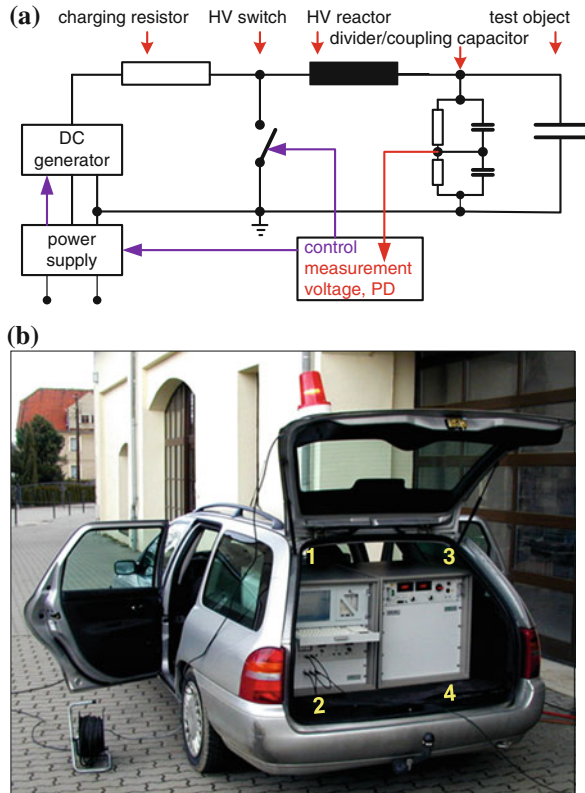 (a)
charging resistor HV switch HV reactor test object
divider/coupling capacitor
DC
generator
power
supply
control
measurement
voltage, PD
(b)
1 3
2 4